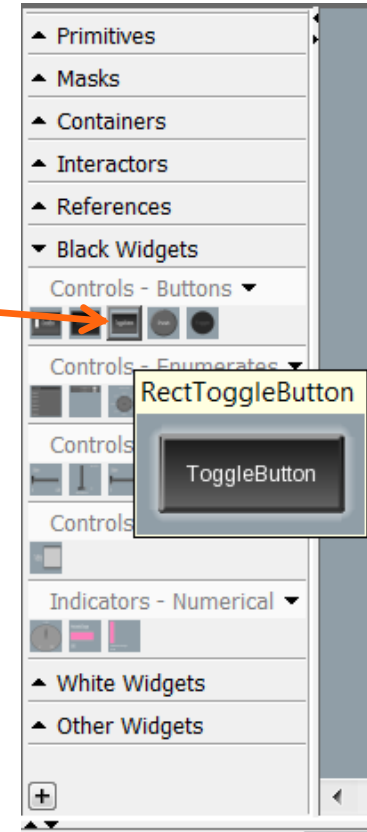 Primitives
Masks
Containers
Interactors
References
Black Widgets
Controls - Buttons
Controls - Enumerates
RectToggleButton
Controls
ToggleButton
Controls
Indicators - Numerical
White Widgets
Other Widgets